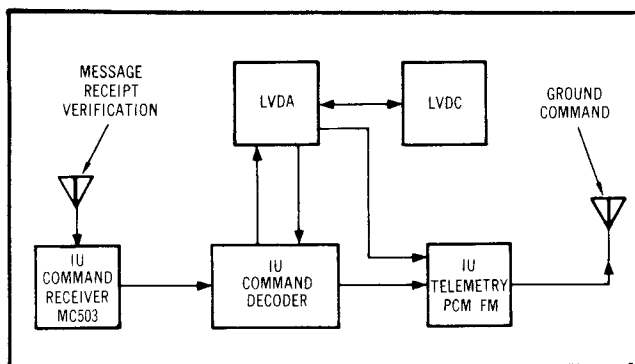 MESSAGE
RECEIPT
VERIFICATION
LVDA
LVDC
GROUND
COMMAND
IU
COMMAND
RECEIVER
MC503
IU
COMMAND
DECODER
IU
TELEMETRY
PCM FM